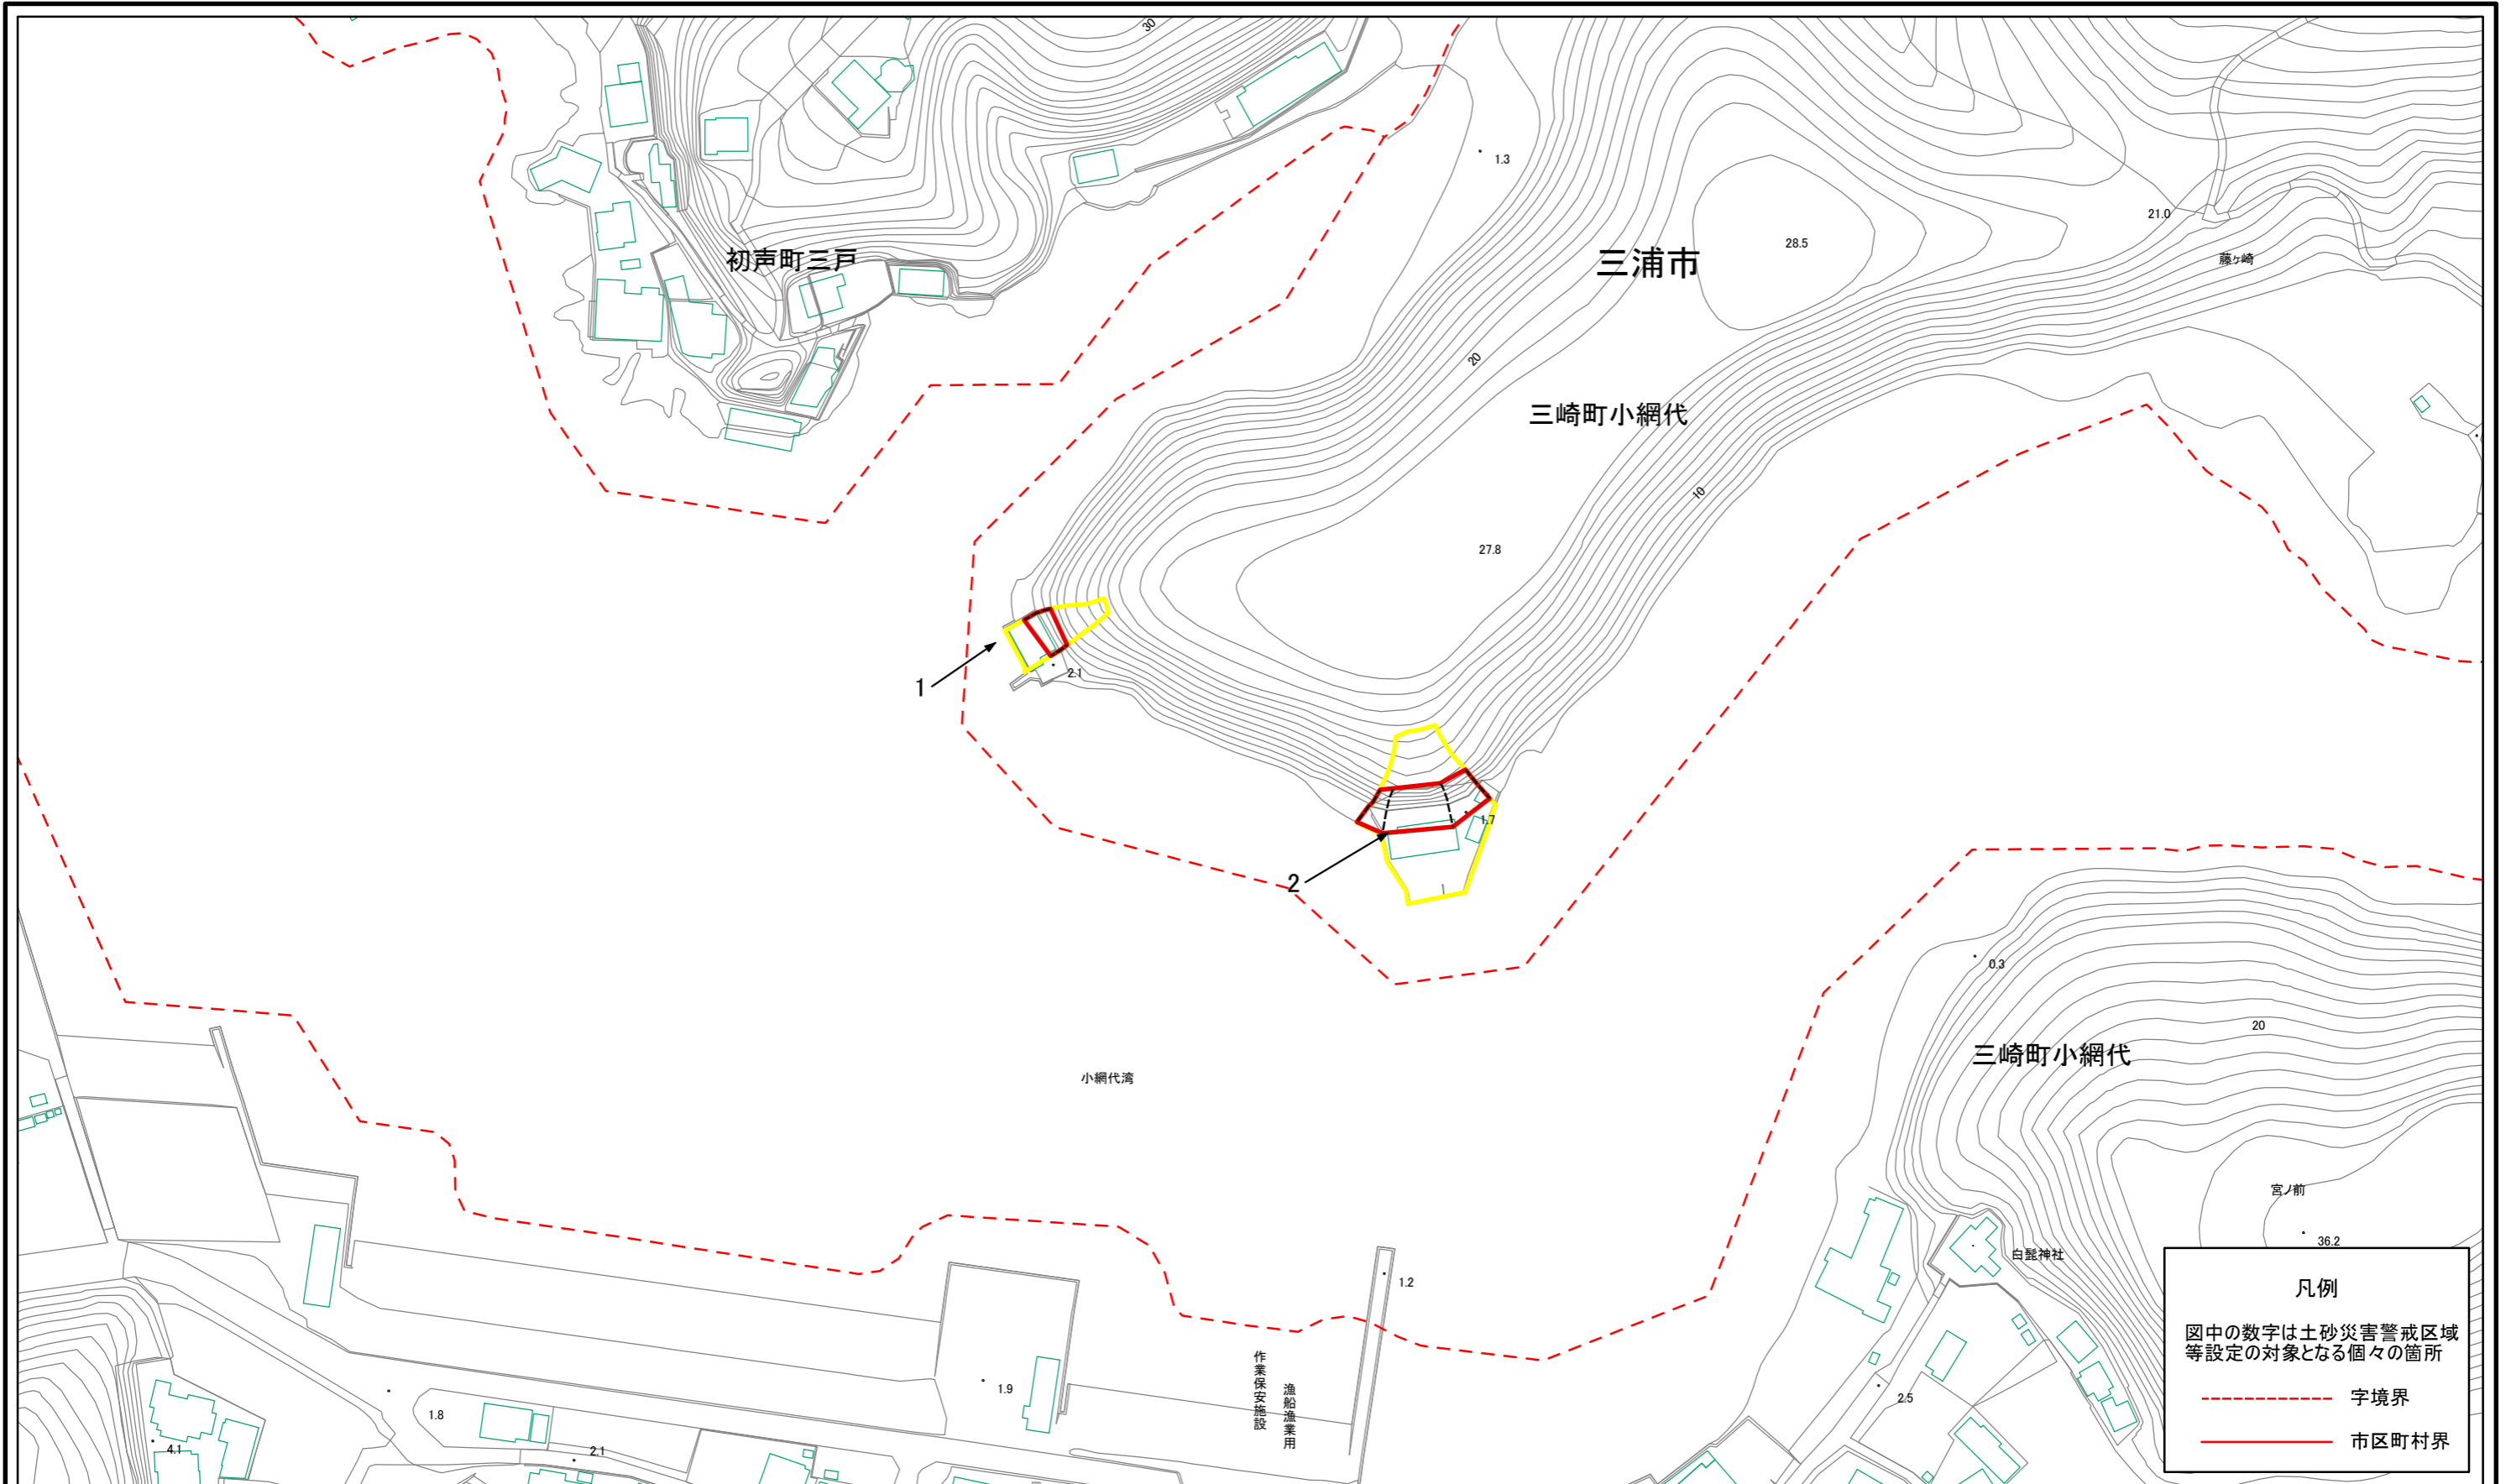 30
1.3
21.0
初声町三戸
三浦市
28.5
藤ヶ崎
20
三崎町小網代
10
27.8
1
2.1
1.7
2
0.3
20
小網代湾
三崎町小網代
宮ノ前
36.2
白髭神社
1.2
1.9
作業保安施設
漁船漁業用
1.8
2.5
4.1
2.1
凡例
図中の数字は土砂災害警戒区域
等設定の対象となる個々の箇所
字境界
市区町村界